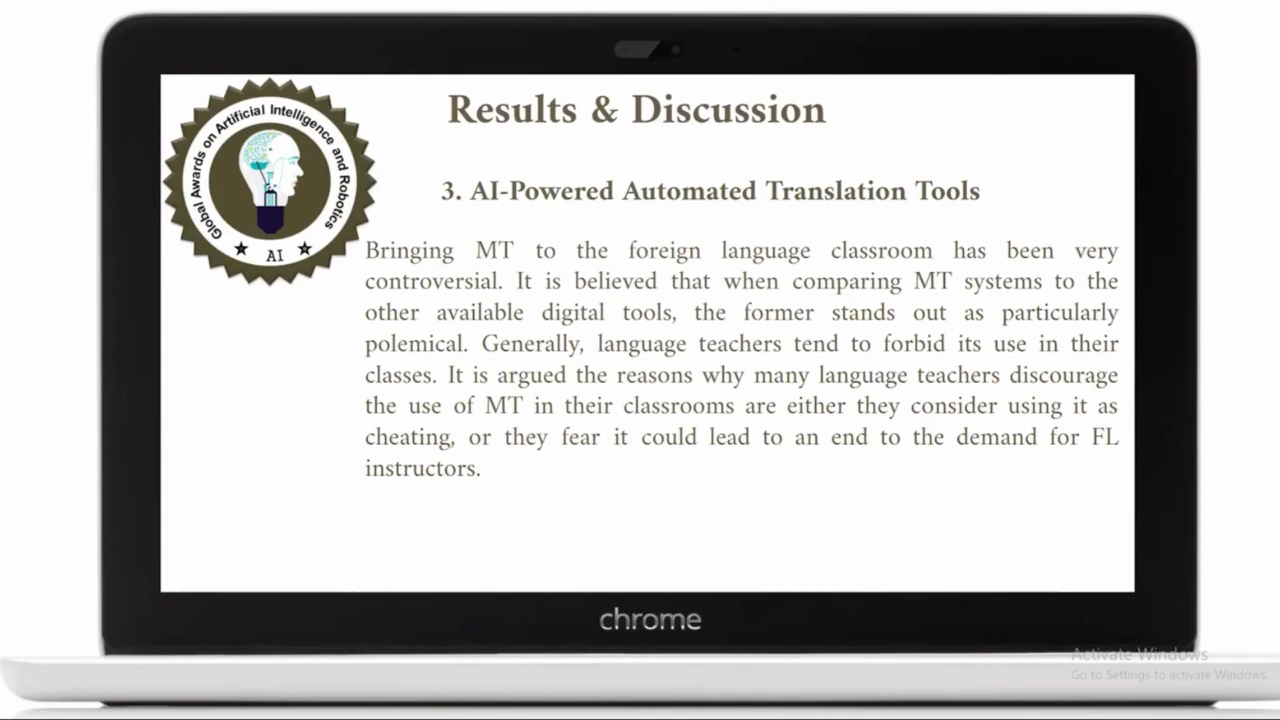 Results & Discussion
Global Awards on Artificial Intelligence and Robotics
AI
3. AI-Powered Automated Translation Tools
Bringing MT to the foreign language classroom has been very
controversial. It is believed that when comparing MT systems to the
other available digital tools, the former stands out as particularly
polemical. Generally, language teachers tend to forbid its use in their
classes. It is argued the reasons why many language teachers discourage
the use of MT in their classrooms are either they consider using it as
cheating, or they fear it could lead to an end to the demand for FL
instructors.
chrome
Activate Windows
Go to Settings to activate Windows.